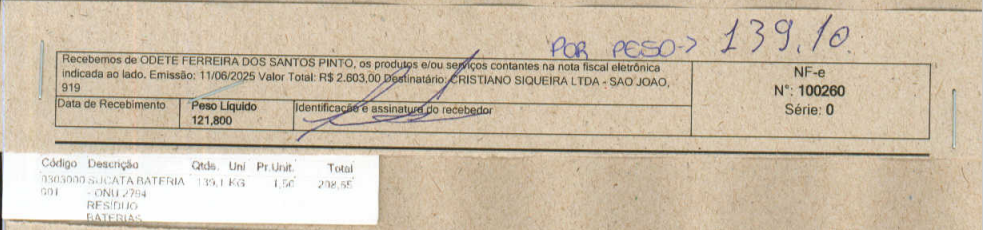 POR PESO-> 139,10
Recebemos de ODETE FERREIRA DOS SANTOS PINTO, os produtos e/ou serviços contantes na nota fiscal eletrônica
indicada ao lado. Emissão: 11/06/2025 Valor Total: R$ 2.603,00 Destinatário: CRISTIANO SIQUEIRA LTDA - SAO JOAO,
919
NF-e
N°: 100260
Série: 0
Data de Recebimento Peso Líquido Identificação e assinatura do recebedor
121,800
Código Descrição Qtde. Uni Pr.Unit. Total
0303000 SUCATA BATERIA 139,1 KG 1,50 208,65
001 - ONU 2794
RESÍDUO
BATERIAS